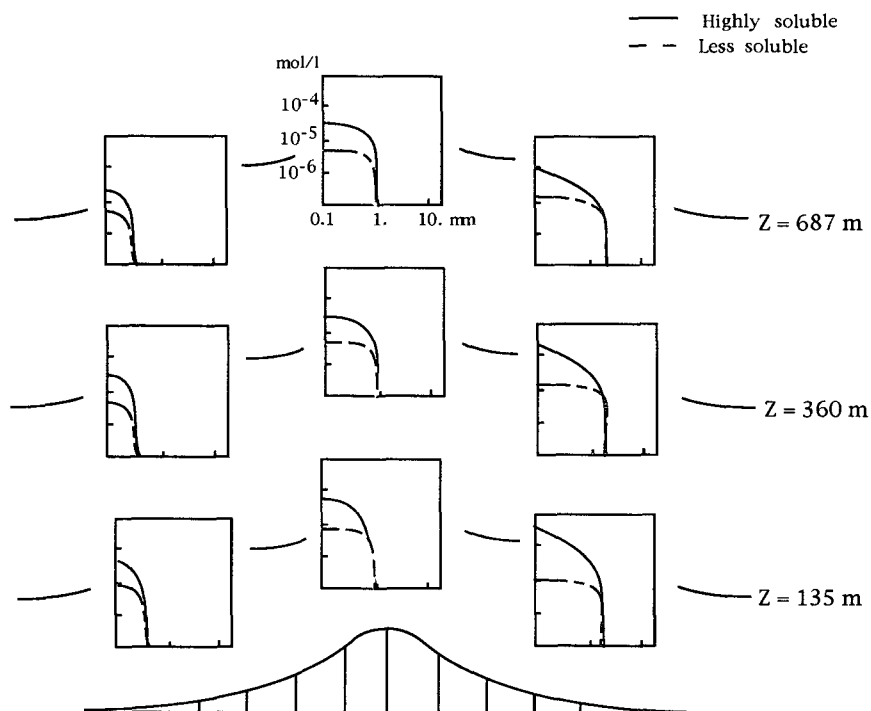 Highly soluble
Less soluble
mol/l
10-4
10-5
10-6
0.1 1. 10. mm
Z = 687 m
Z = 360 m
Z = 135 m